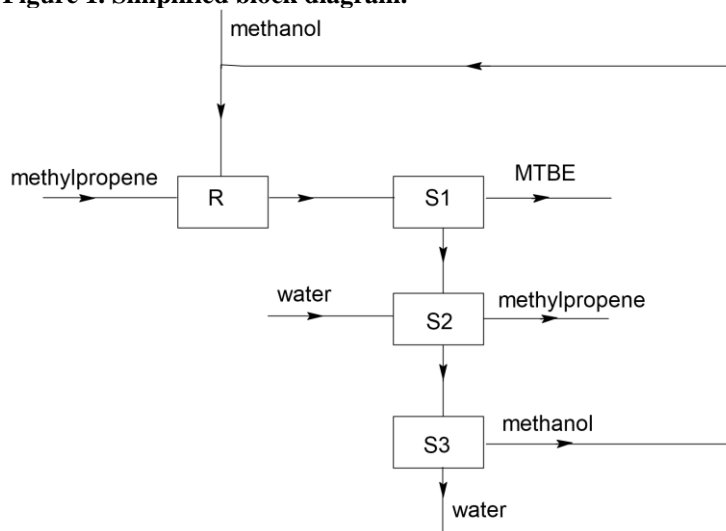 Figure 1. Simplified block diagram.
methanol
methylpropene
R
S1
MTBE
water
S2
methylpropene
S3
methanol
water